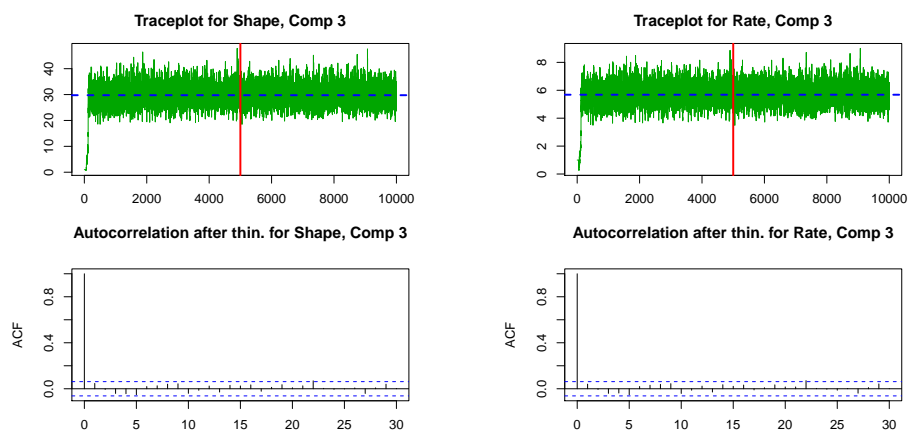 Traceplot for Shape, Comp 3
40
30
20
10
0
0 2000 4000 6000 8000 10000
Traceplot for Rate, Comp 3
8
6
4
2
0
0 2000 4000 6000 8000 10000
Autocorrelation after thin. for Shape, Comp 3
ACF
0.8
0.4
0.0
0 5 10 15 20 25 30
Autocorrelation after thin. for Rate, Comp 3
ACF
0.8
0.4
0.0
0 5 10 15 20 25 30